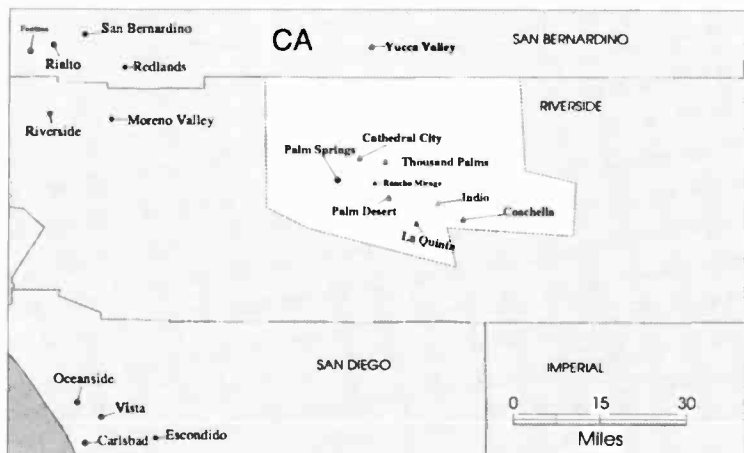 San Bernardino
CA
SAN BERNARDINO
Fontana
Rialto
Yucca Valley
Redlands
RIVERSIDE
Riverside
Moreno Valley
Cathedral City
Palm Springs
Thousand Palms
Rancho Mirage
Indio
Palm Desert
Coachella
La Quinta
SAN DIEGO
IMPERIAL
Oceanside
Vista
Carlsbad
Escondido
0 15 30
Miles